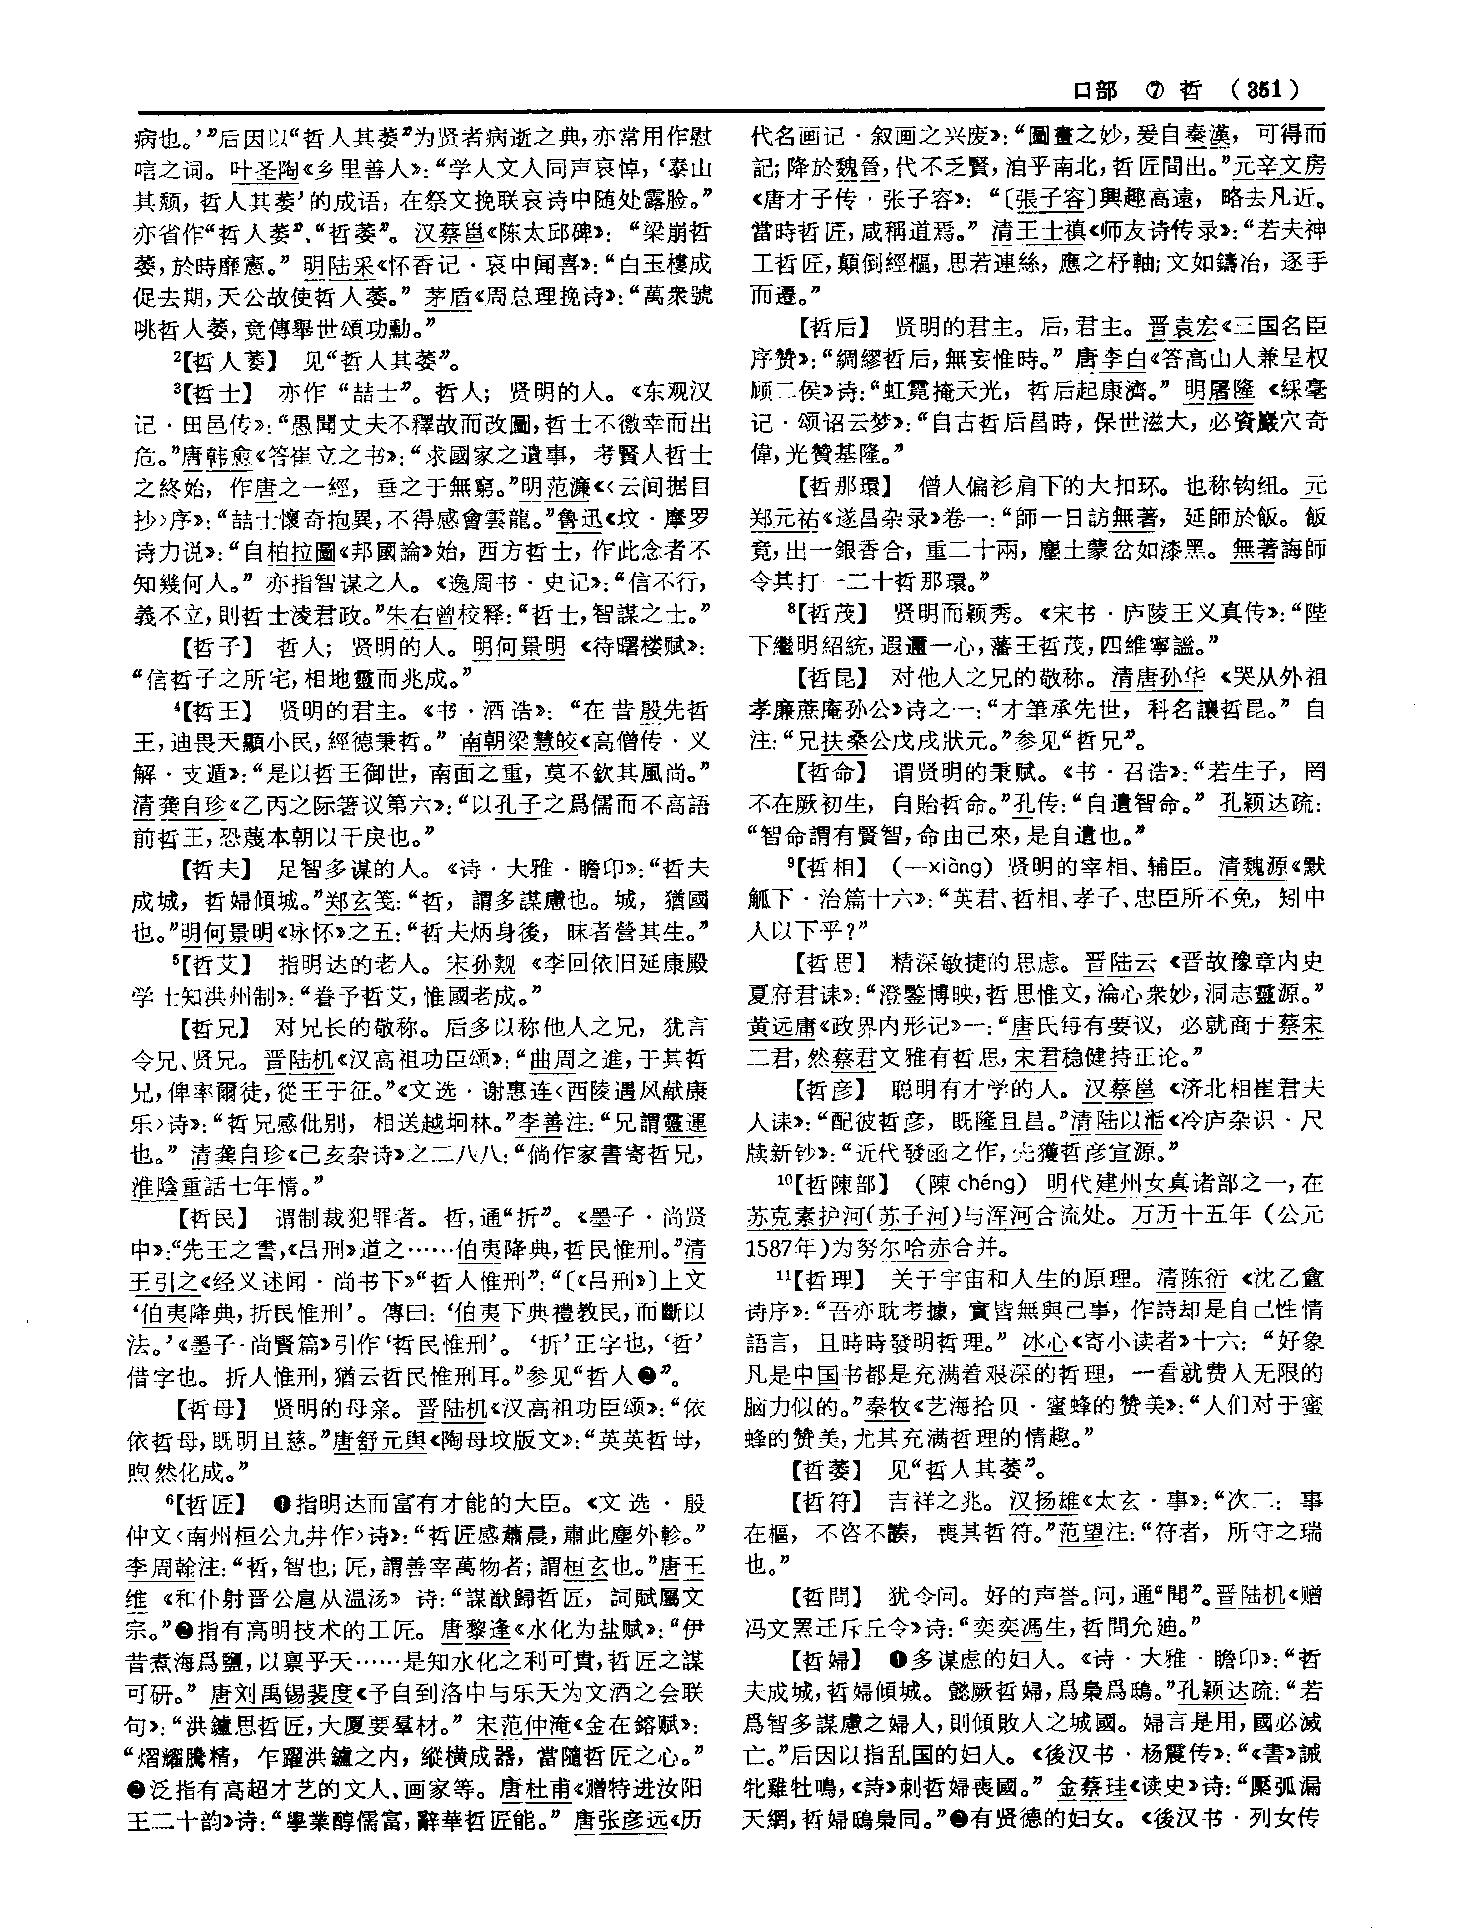 口部 ⑦ 哲 （351）
病也。’”后因以“哲人其萎”为贤者病逝之典，亦常用作慰
唁之词。叶圣陶《乡里善人》：“学人文人同声哀悼，‘泰山
其颓，哲人其萎’的成语，在祭文挽联哀诗中随处露脸。”
亦省作“哲人萎”、“哲萎”。汉蔡邕《陈太邱碑》：“梁崩哲
萎，於時靡憲。”明陆采《怀香记·哀中闻喜》：“白玉樓成
促去期，天公故使哲人萎。”茅盾《周总理挽诗》：“萬衆號
咷哲人萎，竞傳舉世頌功勳。”
2【哲人萎】 见“哲人其萎”。
3【哲士】 亦作“喆士”。哲人；贤明的人。《东观汉
记·田邑传》：“愚聞丈夫不釋故而改圖，哲士不徼幸而出
危。”唐韩愈《答崔立之书》：“求國家之遺事，考賢人哲士
之終始，作唐之一經，垂之于無窮。”明范濂《〈云间据目
抄〉序》：“喆士懷奇抱異，不得感會雲龍。”鲁迅《坟·摩罗
诗力说》：“自柏拉圖《邦國論》始，西方哲士，作此念者不
知幾何人。”亦指智谋之人。《逸周书·史记》：“信不行，
義不立，則哲士淩君政。”朱右曾校释：“哲士，智謀之士。”
【哲子】 哲人；贤明的人。明何景明《待曙楼赋》：
“信哲子之所宅，相地靈而兆成。”
4【哲王】 贤明的君主。《书·酒诰》：“在昔殷先哲
王，迪畏天顯小民，經德秉哲。”南朝梁慧皎《高僧传·义
解·支遁》：“是以哲王御世，南面之重，莫不欽其風尚。”
清龚自珍《乙丙之际箸议第六》：“以孔子之爲儒而不高語
前哲王，恐蔑本朝以干戾也。”
【哲夫】 足智多谋的人。《诗·大雅·瞻卬》：“哲夫
成城，哲婦傾城。”郑玄笺：“哲，謂多謀慮也。城，猶國
也。”明何景明《咏怀》之五：“哲夫炳身後，昧者營其生。”
5【哲艾】 指明达的老人。宋孙觌《李回依旧延康殿
学士知洪州制》：“眷予哲艾，惟國老成。”
【哲兄】 对兄长的敬称。后多以称他人之兄，犹言
令兄、贤兄。晋陆机《汉高祖功臣颂》：“曲周之進，于其哲
兄，俾率爾徒，從王于征。”《文选·谢惠连〈西陵遇风献康
乐〉诗》：“哲兄感仳别，相送越坰林。”李善注：“兄謂靈運
也。”清龚自珍《己亥杂诗》之二八八：“倘作家書寄哲兄，
淮陰重話七年情。”
【哲民】 谓制裁犯罪者。哲，通“折”。《墨子·尚贤
中》：“先王之書，《吕刑》道之……伯夷降典，哲民惟刑。”清
王引之《经义述闻·尚书下》“哲人惟刑”：“〔《吕刑》〕上文
‘伯夷降典，折民惟刑’。傳曰：‘伯夷下典禮教民，而斷以
法。’《墨子·尚賢篇》引作‘哲民惟刑’。‘折’正字也，‘哲’
借字也。折人惟刑，猶云哲民惟刑耳。”参见“哲人❷”。
【哲母】 贤明的母亲。晋陆机《汉高祖功臣颂》：“依
依哲母，既明且慈。”唐舒元舆《陶母坟版文》：“英英哲母，
煦然化成。”
6【哲匠】 ❶指明达而富有才能的大臣。《文选·殷
仲文〈南州桓公九井作〉诗》：“哲匠感蕭晨，肅此塵外軫。”
李周翰注：“哲，智也；匠，謂善宰萬物者；謂桓玄也。”唐王
维《和仆射晋公扈从温汤》诗：“謀猷歸哲匠，詞賦屬文
宗。”❷指有高明技术的工匠。唐黎逢《水化为盐赋》：“伊
昔煮海爲鹽，以禀乎天……是知水化之利可貴，哲匠之謀
可研。”唐刘禹锡裴度《予自到洛中与乐天为文酒之会联
句》：“洪鑪思哲匠，大厦要羣材。”宋范仲淹《金在鎔赋》：
“熠耀騰精，乍躍洪鑪之内，縱横成器，當隨哲匠之心。”
❸泛指有高超才艺的文人、画家等。唐杜甫《赠特进汝阳
王二十韵》诗：“學業醇儒富，辭華哲匠能。”唐张彦远《历
代名画记·叙画之兴废》：“圖畫之妙，爰自秦漢，可得而
記；降於魏晉，代不乏賢，洎乎南北，哲匠間出。”元辛文房
《唐才子传·张子容》：“〔張子容〕興趣高遠，略去凡近。
當時哲匠，咸稱道焉。”清王士禛《师友诗传录》：“若夫神
工哲匠，顛倒經樞，思若連絲，應之杼軸；文如鑄冶，逐手
而遷。”
【哲后】 贤明的君主。后，君主。晋袁宏《三国名臣
序赞》：“綢繆哲后，無妄惟時。”唐李白《答高山人兼呈权
顾二侯》诗：“虹霓掩天光，哲后起康濟。”明屠隆《綵毫
记·颂诏云梦》：“自古哲后昌時，保世滋大，必資巖穴奇
偉，光贊基隆。”
【哲那環】 僧人偏衫肩下的大扣环。也称钩纽。元
郑元祐《遂昌杂录》卷一：“師一日訪無著，延師於飯。飯
竟，出一銀香合，重二十兩，塵土蒙坌如漆黑。無著誨師
令其打一二十哲那環。”
8【哲茂】 贤明而颖秀。《宋书·庐陵王义真传》：“陛
下繼明紹統，遐邇一心，藩王哲茂，四維寧謐。”
【哲昆】 对他人之兄的敬称。清唐孙华《哭从外祖
孝廉蔗庵孙公》诗之一：“才筆承先世，科名讓哲昆。”自
注：“兄扶桑公戊戌狀元。”参见“哲兄”。
【哲命】 谓贤明的秉赋。《书·召诰》：“若生子，罔
不在厥初生，自貽哲命。”孔传：“自遺智命。”孔颖达疏：
“智命謂有賢智，命由己來，是自遺也。”
9【哲相】 （—xiàng）贤明的宰相、辅臣。清魏源《默
觚下·治篇十六》：“英君、哲相、孝子、忠臣所不免，矧中
人以下乎？”
【哲思】 精深敏捷的思虑。晋陆云《晋故豫章内史
夏府君诔》：“澄鑒博映，哲思惟文，瀹心衆妙，洞志靈源。”
黄远庸《政界内形记》一：“唐氏每有要议，必就商于蔡宋
二君，然蔡君文雅有哲思，宋君稳健持正论。”
【哲彦】 聪明有才学的人。汉蔡邕《济北相崔君夫
人诔》：“配彼哲彦，既隆且昌。”清陆以湉《冷庐杂识·尺
牍新钞》：“近代發函之作，尤獲哲彦宣源。”
10【哲陳部】 （陳 chéng） 明代建州女真诸部之一，在
苏克素护河（苏子河）与浑河合流处。万历十五年（公元
1587年）为努尔哈赤合并。
11【哲理】 关于宇宙和人生的原理。清陈衍《沈乙盦
诗序》：“吾亦耽考據，實皆無與己事，作詩却是自己性情
語言，且時時發明哲理。”冰心《寄小读者》十六：“好象
凡是中国书都是充满着艰深的哲理，一看就费人无限的
脑力似的。”秦牧《艺海拾贝·蜜蜂的赞美》：“人们对于蜜
蜂的赞美，尤其充满哲理的情趣。”
【哲萎】 见“哲人其萎”。
【哲符】 吉祥之兆。汉扬雄《太玄·事》：“次二：事
在樞，不咨不諏，喪其哲符。”范望注：“符者，所守之瑞
也。”
【哲問】 犹令问。好的声誉。问，通“聞”。晋陆机《赠
冯文罴迁斥丘令》诗：“奕奕馮生，哲問允迪。”
【哲婦】 ❶多谋虑的妇人。《诗·大雅·瞻卬》：“哲
夫成城，哲婦傾城。懿厥哲婦，爲梟爲鴟。”孔颖达疏：“若
爲智多謀慮之婦人，則傾敗人之城國。婦言是用，國必滅
亡。”后因以指乱国的妇人。《後汉书·杨震传》：“《書》誡
牝雞牡鳴，《詩》刺哲婦喪國。”金蔡珪《读史》诗：“檿弧漏
天網，哲婦鴟梟同。”❷有贤德的妇女。《後汉书·列女传